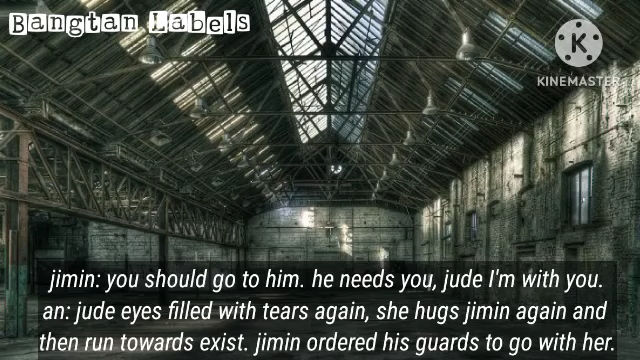 Bangtan Labels
K
KINEMASTER
jimin: you should go to him. he needs you, jude I'm with you.
an: jude eyes filled with tears again, she hugs jimin again and
then run towards exist. jimin ordered his guards to go with her.